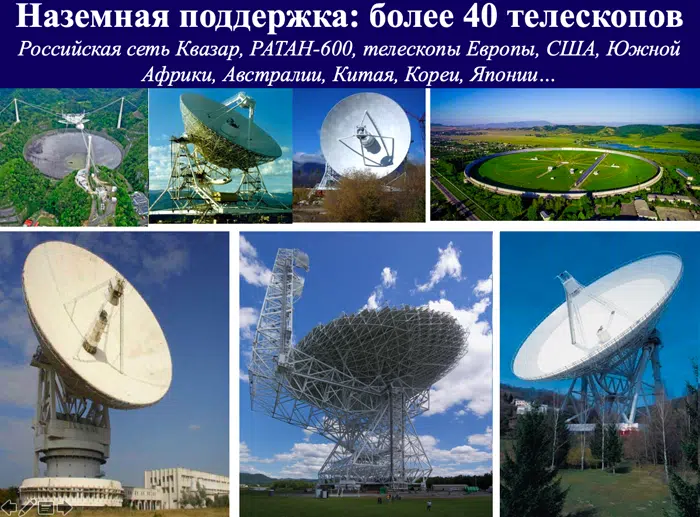 Наземная поддержка: более 40 телескопов
Российская сеть Квазар, РАТАН-600, телескопы Европы, США, Южной
Африки, Австралии, Китая, Кореи, Японии…